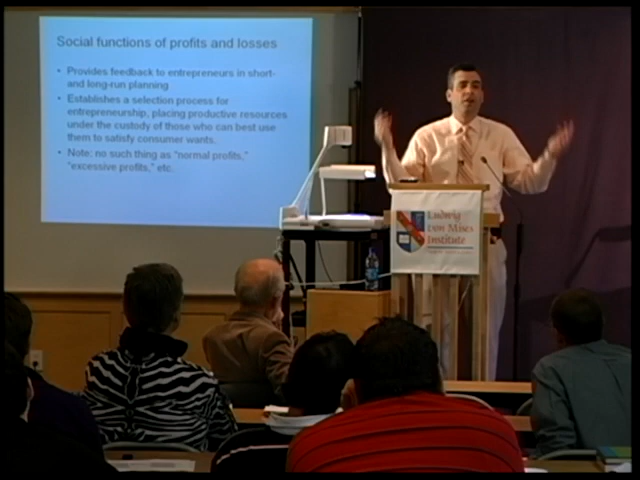 Social functions of profits and losses
• Provides feedback to entrepreneurs in short-
and long-run planning
• Establishes a selection process for
entrepreneurship, placing productive resources
under the custody of those who can best use
them to satisfy consumer wants.
• Note: no such thing as "normal profits,"
"excessive profits," etc.
Ludwig
von Mises
Institute